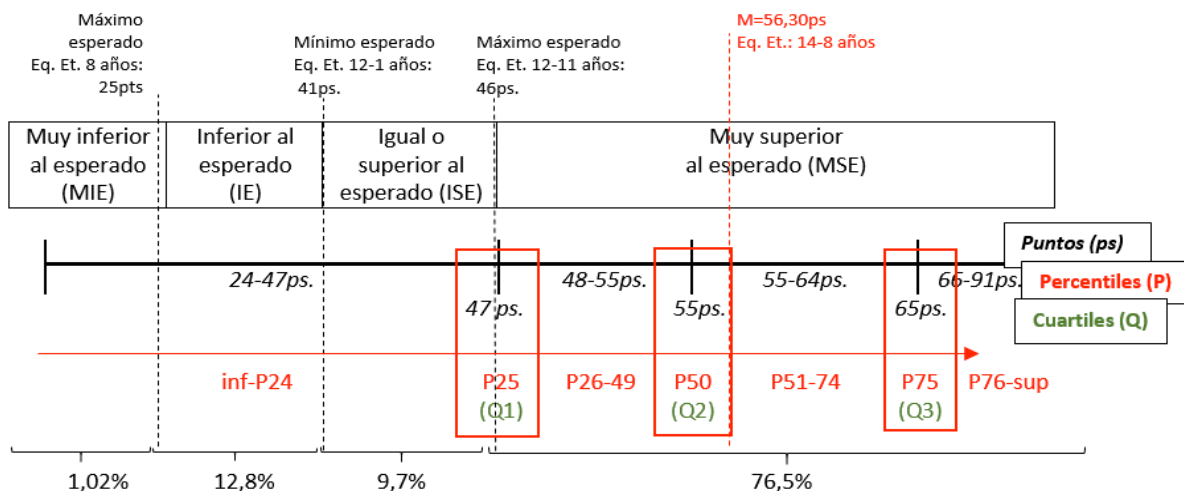 Máximo
esperado
Eq. Et. 8 años:
25pts
Mínimo esperado
Eq. Et. 12-1 años:
41ps.
Máximo esperado
Eq. Et. 12-11 años:
46ps.
M=56,30ps
Eq. Et.: 14-8 años
Muy inferior
al esperado
(MIE)
Inferior al
esperado
(IE)
Igual o
superior al
esperado (ISE)
Muy superior
al esperado (MSE)
Puntos (ps)
24-47ps.
48-55ps.
55-64ps.
66-91ps.
Percentiles (P)
47 ps.
55ps.
65ps.
Cuartiles (Q)
inf-P24
P25
(Q1)
P26-49
P50
(Q2)
P51-74
P75
(Q3)
P76-sup
1,02%
12,8%
9,7%
76,5%